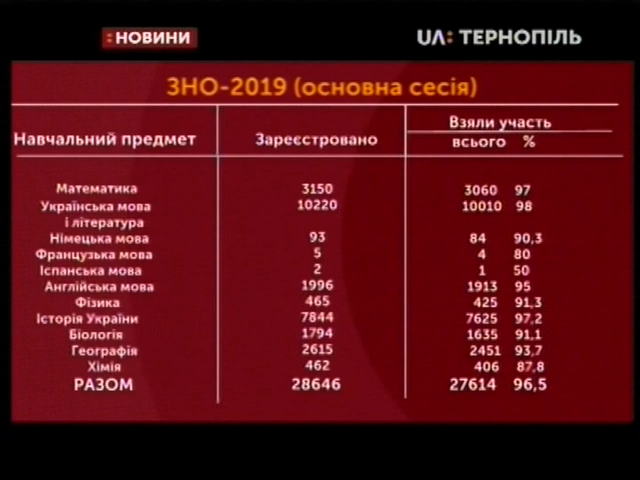 :НОВИНИ
UA: ТЕРНОПІЛЬ
ЗНО-2019 (основна сесія)
Навчальний предмет Зареєстровано Взяли участь
всього %
Математика 3150 3060 97
Українська мова 10220 10010 98
і література
Німецька мова 93 84 90,3
Французька мова 5 4 80
Іспанська мова 2 1 50
Англійська мова 1996 1913 95
Фізика 465 425 91,3
Історія України 7844 7625 97,2
Біологія 1794 1635 91,1
Географія 2615 2451 93,7
Хімія 462 406 87,8
РАЗОМ 28646 27614 96,5